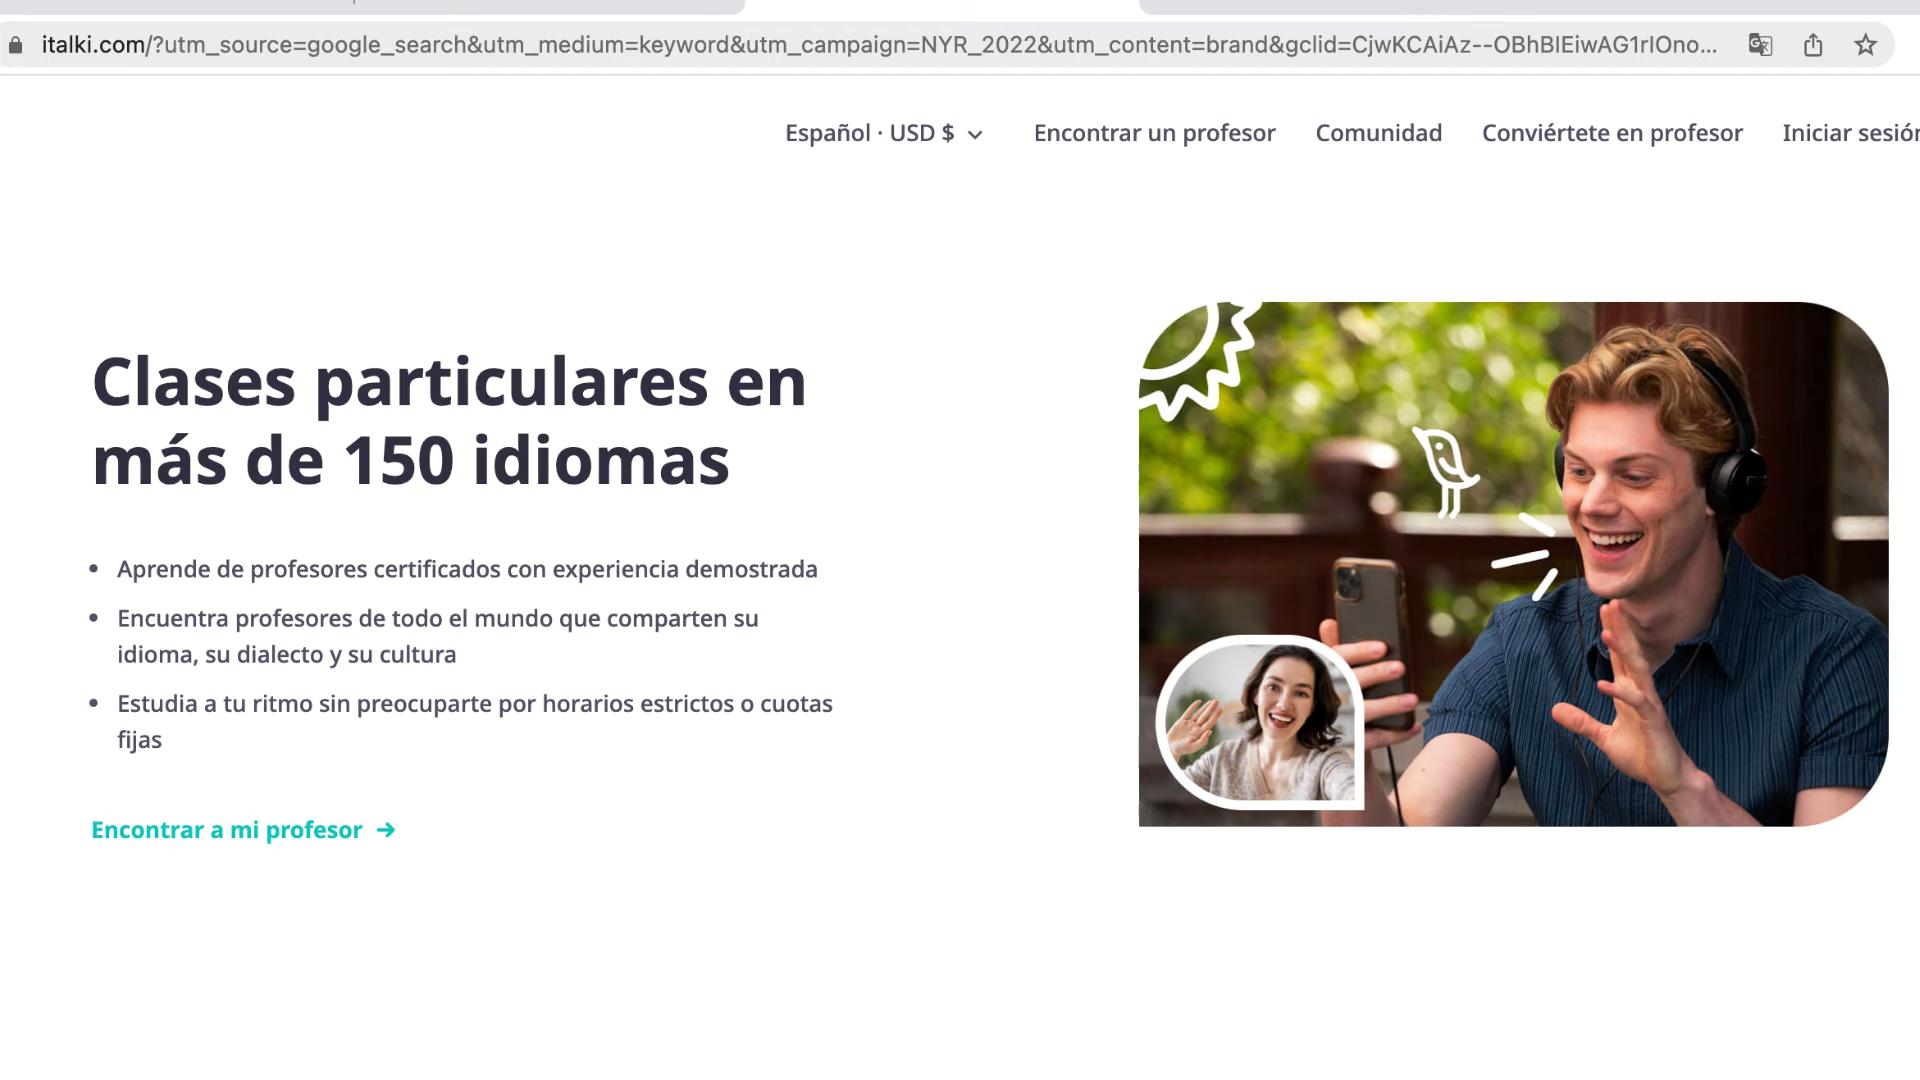 italki.com/?utm_source=google_search&utm_medium=keyword&utm_campaign=NYR_2022&utm_content=brand&gclid=CjwKCAiAz--OBhBIEiwAG1rIOno...
Español · USD $ Encontrar un profesor Comunidad Conviértete en profesor Iniciar sesión
Clases particulares en
más de 150 idiomas
• Aprende de profesores certificados con experiencia demostrada
• Encuentra profesores de todo el mundo que comparten su
idioma, su dialecto y su cultura
• Estudia a tu ritmo sin preocuparte por horarios estrictos o cuotas
fijas
Encontrar a mi profesor →